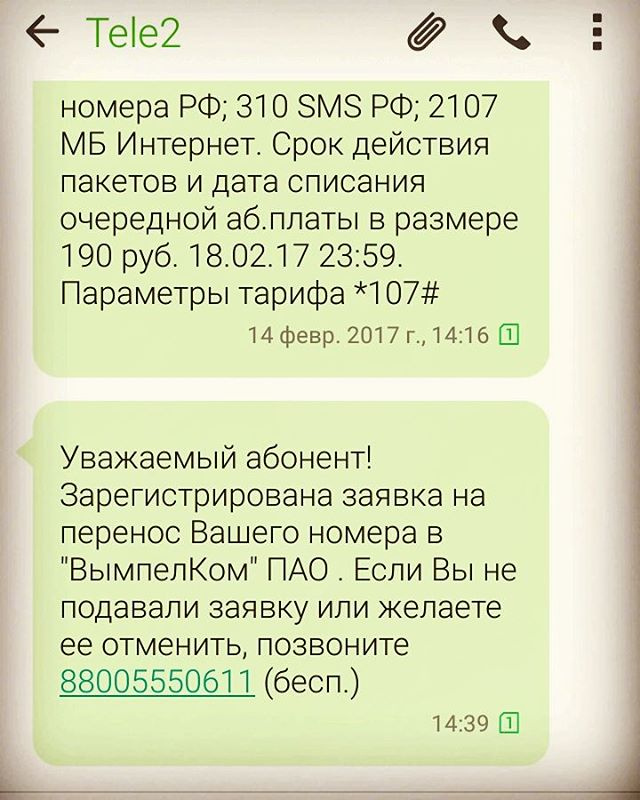 Tele2
номера РФ; 310 SMS РФ; 2107
МБ Интернет. Срок действия
пакетов и дата списания
очередной аб.платы в размере
190 руб. 18.02.17 23:59.
Параметры тарифа *107#
14 февр. 2017 г., 14:16 1
Уважаемый абонент!
Зарегистрирована заявка на
перенос Вашего номера в
"ВымпелКом" ПАО . Если Вы не
подавали заявку или желаете
ее отменить, позвоните
88005550611 (бесп.)
14:39 1